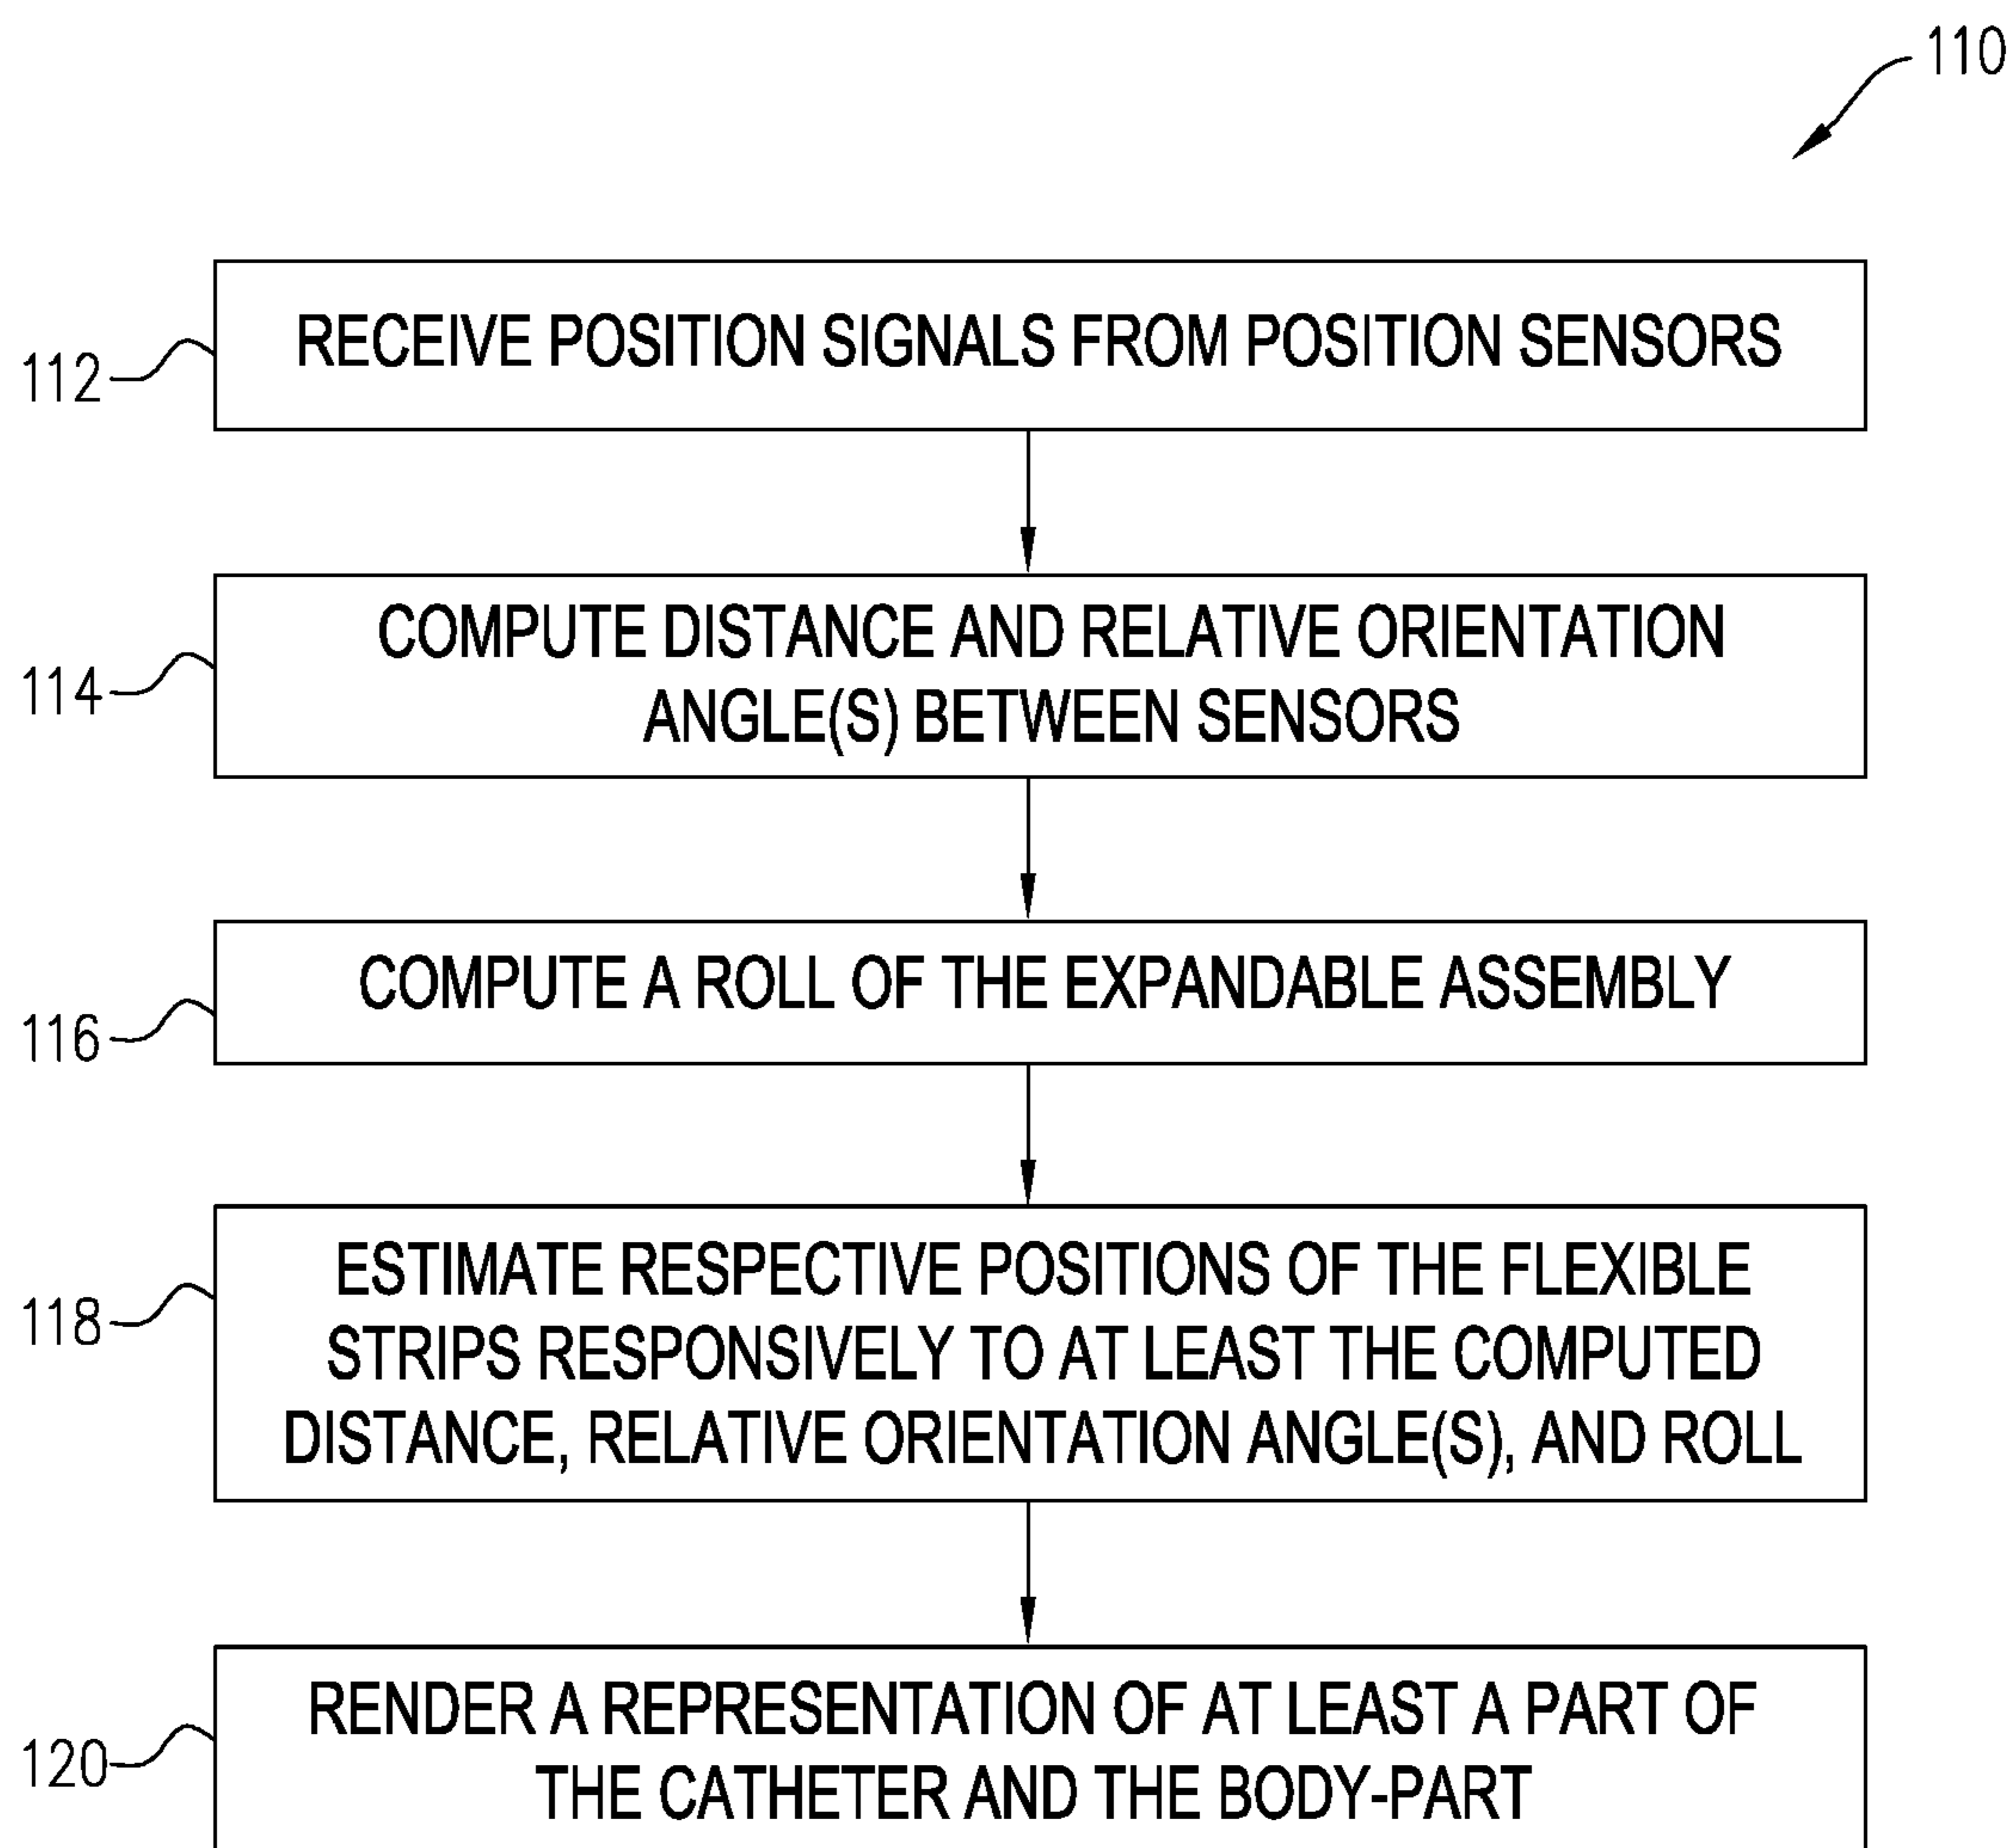 110
112
RECEIVE POSITION SIGNALS FROM POSITION SENSORS
114
COMPUTE DISTANCE AND RELATIVE ORIENTATION
ANGLE(S) BETWEEN SENSORS
116
COMPUTE A ROLL OF THE EXPANDABLE ASSEMBLY
118
ESTIMATE RESPECTIVE POSITIONS OF THE FLEXIBLE
STRIPS RESPONSIVELY TO AT LEAST THE COMPUTED
DISTANCE, RELATIVE ORIENTATION ANGLE(S), AND ROLL
120
RENDER A REPRESENTATION OF AT LEAST A PART OF
THE CATHETER AND THE BODY-PART